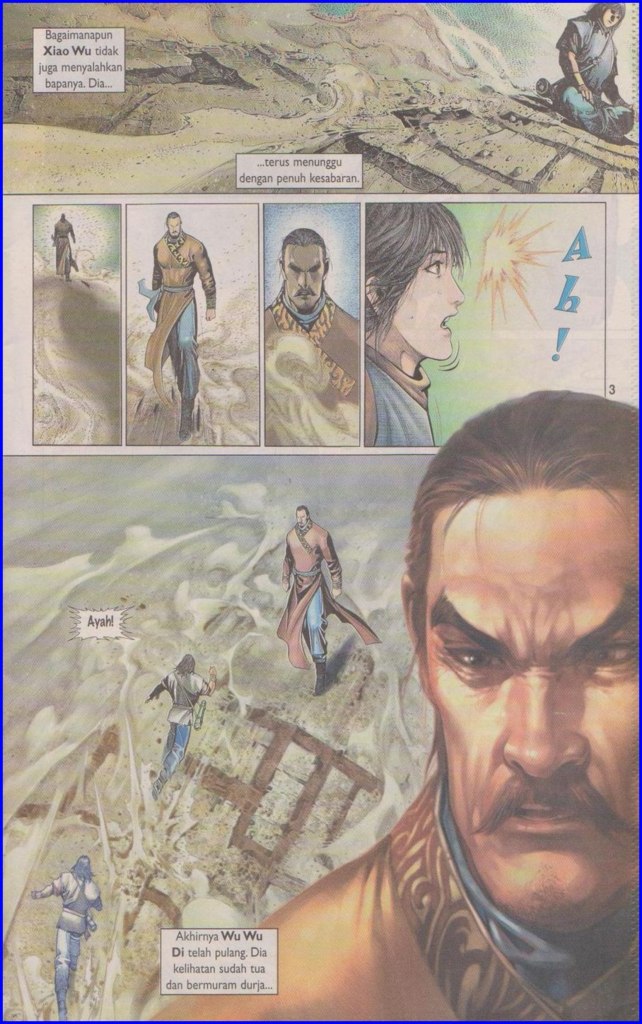 Bagaimanapun
Xiao Wu tidak
juga menyalahkan
bapanya. Dia...
...terus menunggu
dengan penuh kesabaran.
Ah!
3
Ayah!
Akhirnya Wu Wu
Di telah pulang. Dia
kelihatan sudah tua
dan bermuram durja...